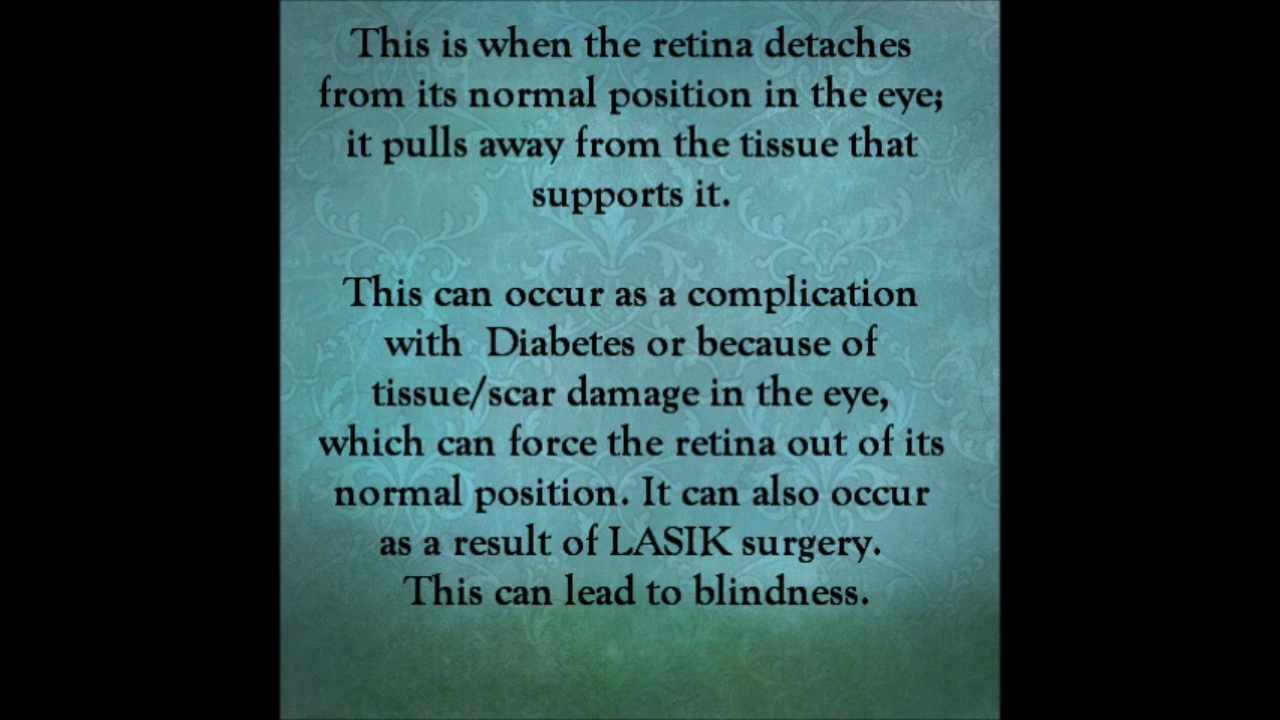 This is when the retina detaches
from its normal position in the eye;
it pulls away from the tissue that
supports it.
This can occur as a complication
with  Diabetes or because of
tissue/scar damage in the eye,
which can force the retina out of its
normal position. It can also occur
as a result of LASIK surgery.
This can lead to blindness.